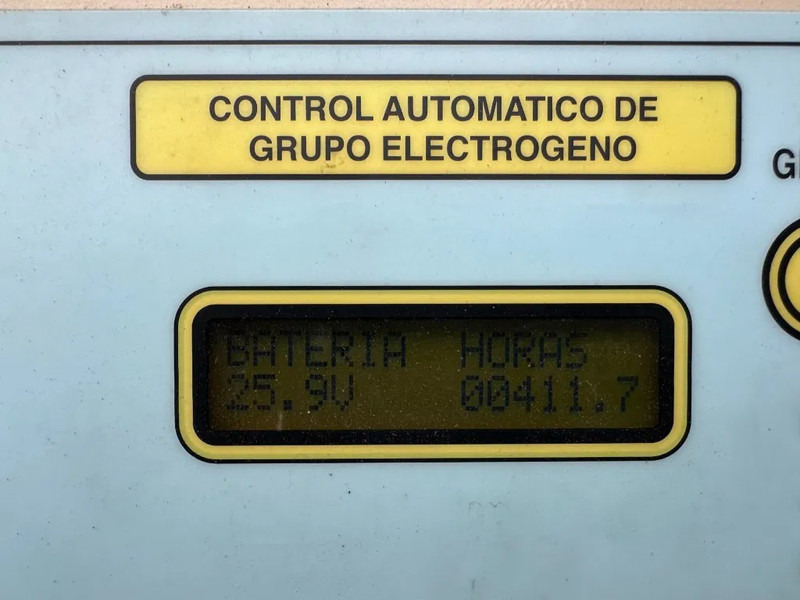 CONTROL AUTOMATICO DE
GRUPO ELECTROGENO
BATERIA HORAS
25.9V 00411.7